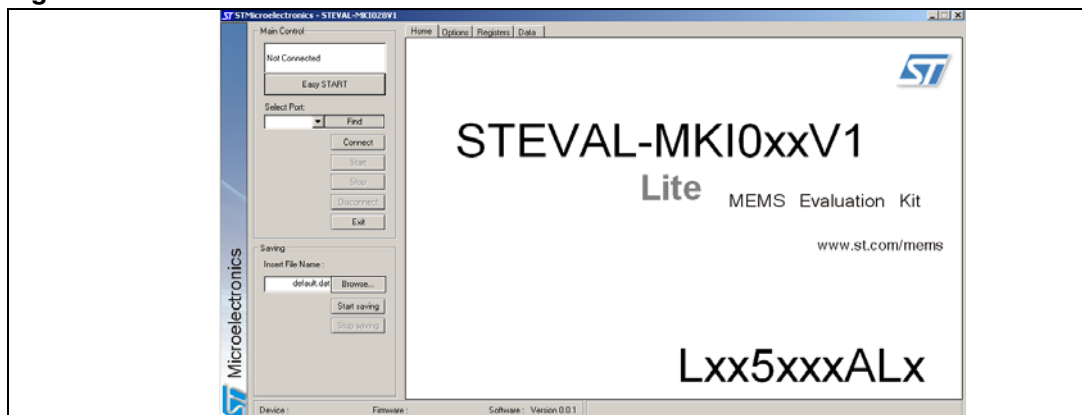 STMicroelectronics - STEVAL-MKI028V1
Main Control
Not Connected
Easy START
Select Port:
Find
Connect
Start
Stop
Disconnect
Exit
Saving
Insert File Name :
default.dat
Browse...
Start saving
Stop saving
Home
Options
Registers
Data
ST
STEVAL-MKI0xxV1
Lite
MEMS Evaluation Kit
www.st.com/mems
Lxx5xxxALx
ST Microelectronics
Device :
Firmware :
Software : Version 0.0.1